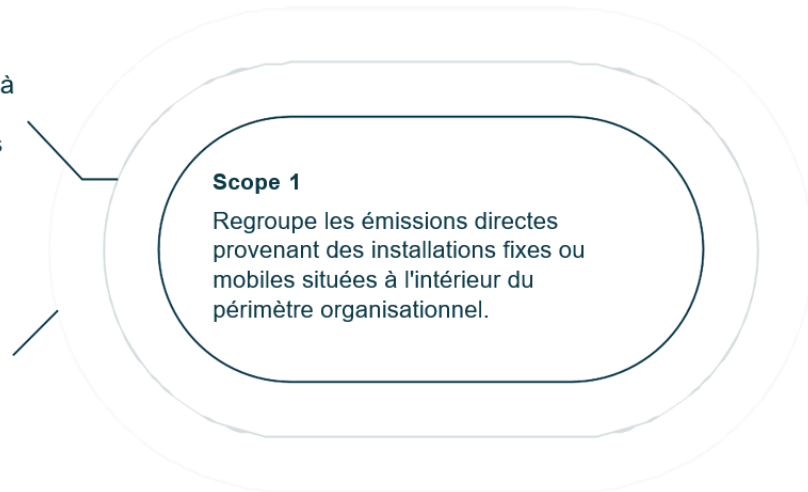 à
s
Scope 1
Regroupe les émissions directes
provenant des installations fixes ou
mobiles situées à l'intérieur du
périmètre organisationnel.